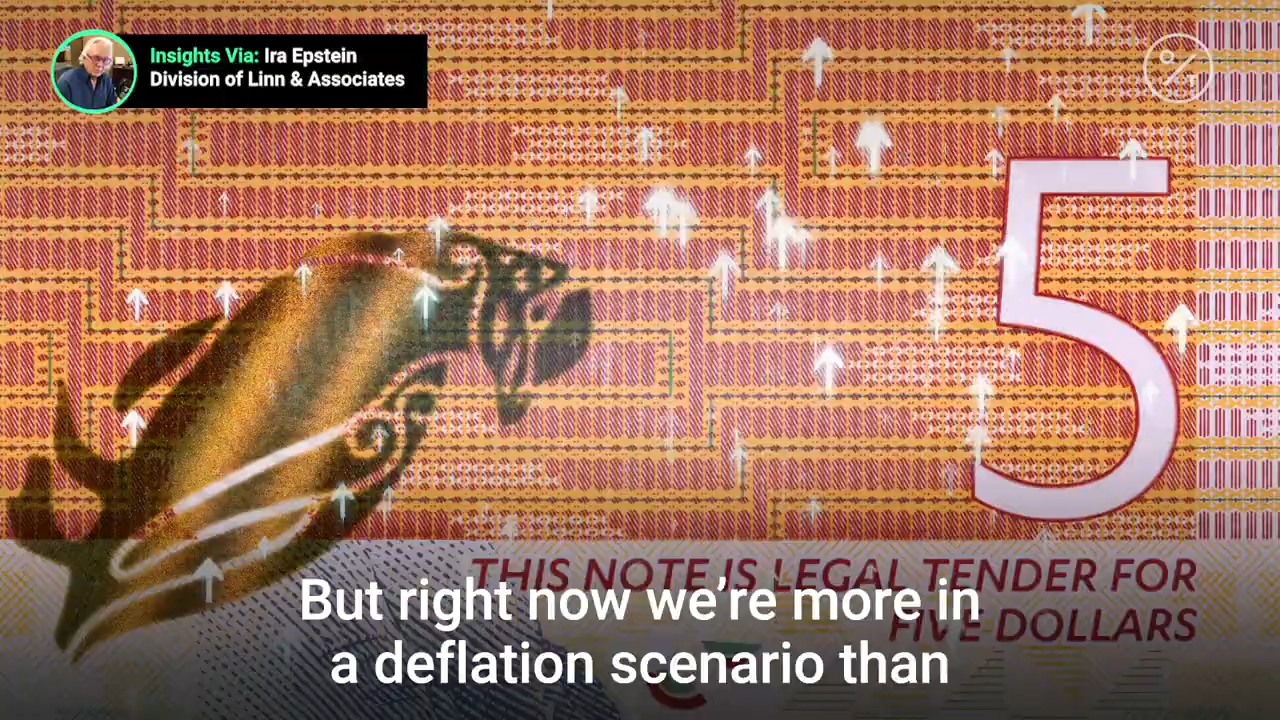 Insights Via: Ira Epstein
Division of Linn & Associates
5
THIS NOTE IS LEGAL TENDER FOR
FIVE DOLLARS
But right now we’re more in
a deflation scenario than